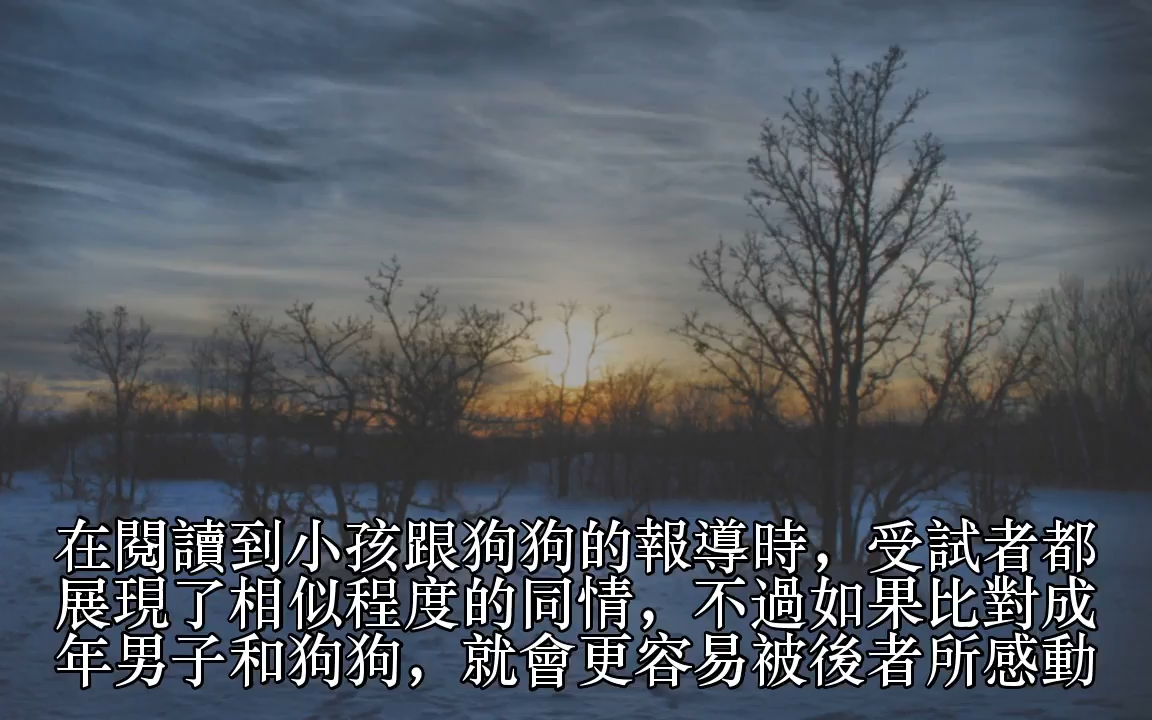 在閱讀到小孩跟狗狗的報導時，受試者都
展現了相似程度的同情，不過如果比對成
年男子和狗狗，就會更容易被後者所感動